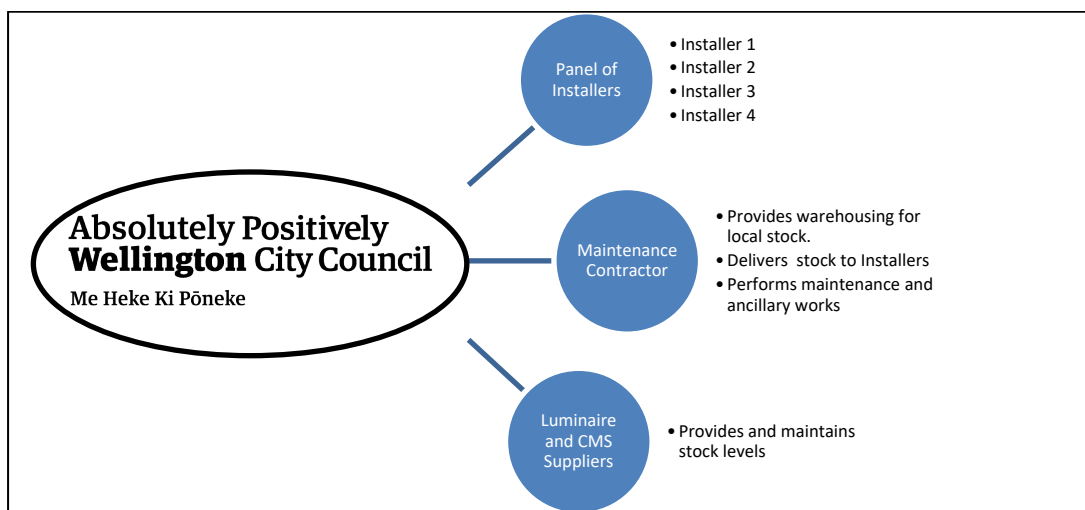 Absolutely Positively
Wellington City Council
Me Heke Ki Pōneke
Panel of
Installers
• Installer 1
• Installer 2
• Installer 3
• Installer 4
Maintenance
Contractor
• Provides warehousing for
local stock.
• Delivers stock to Installers
• Performs maintenance and
ancillary works
Luminaire
and CMS
Suppliers
• Provides and maintains
stock levels